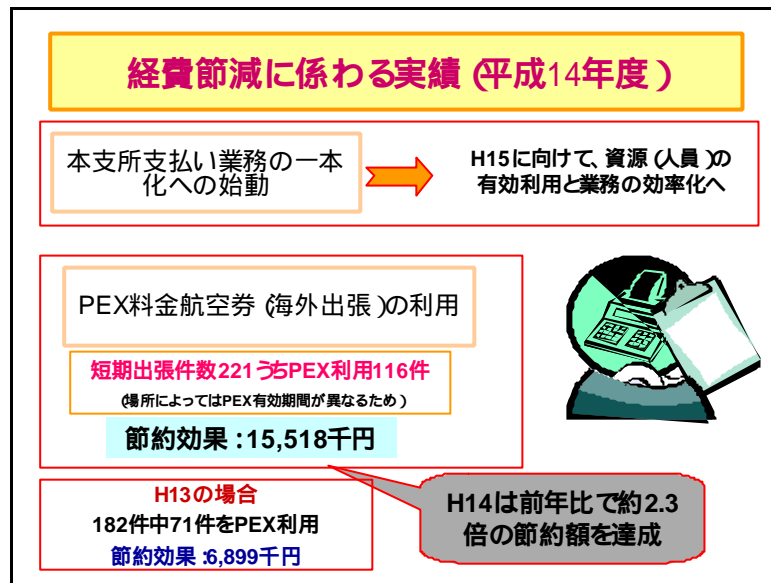 経費節減に係わる実績(平成14年度)
本支所支払い業務の一本
化への始動
H15に向けて、資源(人員)の
有効利用と業務の効率化へ
PEX料金航空券(海外出張)の利用
短期出張件数221うちPEX利用116件
(場所によってはPEX有効期間が異なるため)
節約効果:15,518千円
H13の場合
182件中71件をPEX利用
節約効果:6,899千円
H14は前年比で約2.3
倍の節約額を達成